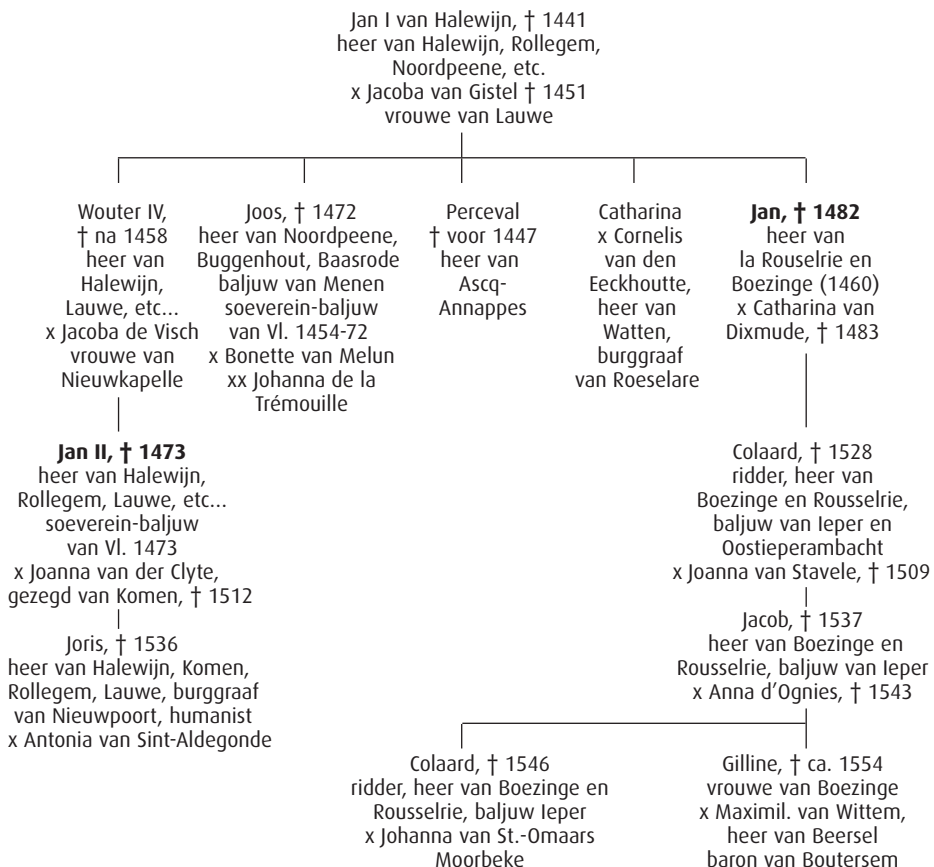 Jan I van Halewijn, † 1441
heer van Halewijn, Rollegem,
Noordpeene, etc.
x Jacoba van Gistel † 1451
vrouwe van Lauwe
Wouter IV,
† na 1458
heer van
Halewijn,
Lauwe, etc...
x Jacoba de Visch
vrouwe van
Nieuwkapelle
Joos, † 1472
heer van Noordpeene,
Buggenhout, Baasrode
baljuw van Menen
soeverein-baljuw
van Vl. 1454-72
x Bonette van Melun
xx Johanna de la
Trémouille
Perceval
† voor 1447
heer van
Ascq-
Annappes
Catharina
x Cornelis
van den
Eeckhoutte,
heer van
Watten,
burggraaf
van Roeselare
Jan, † 1482
heer van
la Rouselrie en
Boezinge (1460)
x Catharina van
Dixmude, † 1483
Jan II, † 1473
heer van Halewijn,
Rollegem, Lauwe, etc...
soeverein-baljuw
van Vl. 1473
x Joanna van der Clyte,
gezegd van Komen, † 1512
Colaard, † 1528
ridder, heer van
Boezinge en Rousselrie,
baljuw van Ieper en
Oostieperambacht
x Joanna van Stavele, † 1509
Joris, † 1536
heer van Halewijn, Komen,
Rollegem, Lauwe, burggraaf
van Nieuwpoort, humanist
x Antonia van Sint-Aldegonde
Jacob, † 1537
heer van Boezinge en
Rousselrie, baljuw van Ieper
x Anna d'Ognies, † 1543
Colaard, † 1546
ridder, heer van Boezinge en
Rousselrie, baljuw Ieper
x Johanna van St.-Omaars
Moorbeke
Gilline, † ca. 1554
vrouwe van Boezinge
x Maximil. van Wittem,
heer van Beersel
baron van Boutersem